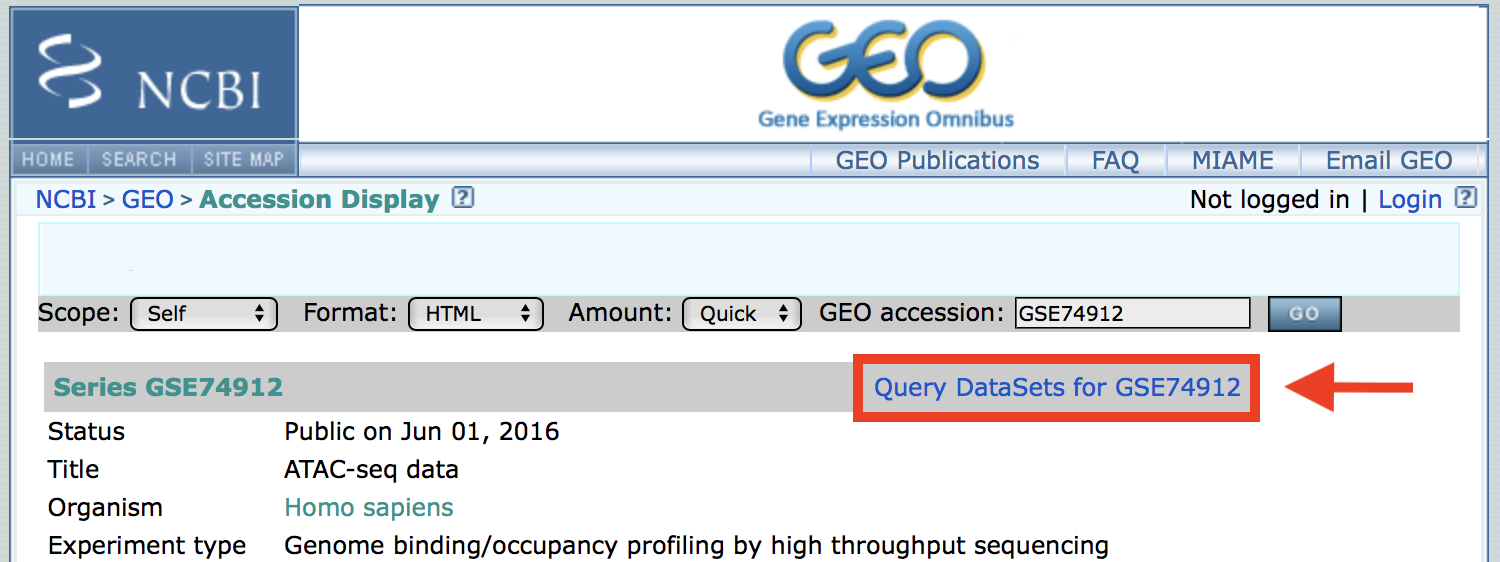 NCBI
GEO
Gene Expression Omnibus
HOME SEARCH SITE MAP GEO Publications FAQ MIAME Email GEO
NCBI > GEO > Accession Display ? Not logged in | Login ?
Scope: Self Format: HTML Amount: Quick GEO accession: GSE74912 GO
Series GSE74912 Query DataSets for GSE74912
Status Public on Jun 01, 2016
Title ATAC-seq data
Organism Homo sapiens
Experiment type Genome binding/occupancy profiling by high throughput sequencing